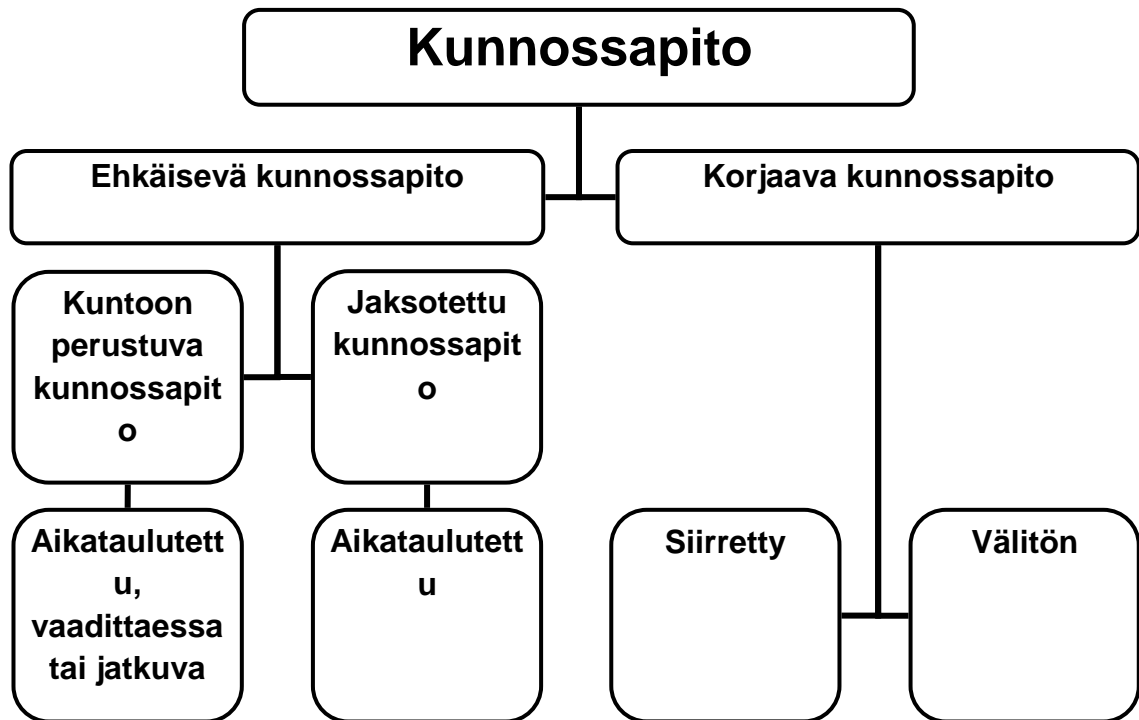 Kunnossapito
Ehkäisevä kunnossapito
Korjaava kunnossapito
Kuntoon
perustuva
kunnossapit
o
Jaksotettu
kunnossapit
o
Aikataulutett
u,
vaadittaessa
tai jatkuva
Aikataulutett
u
Siirretty
Välitön